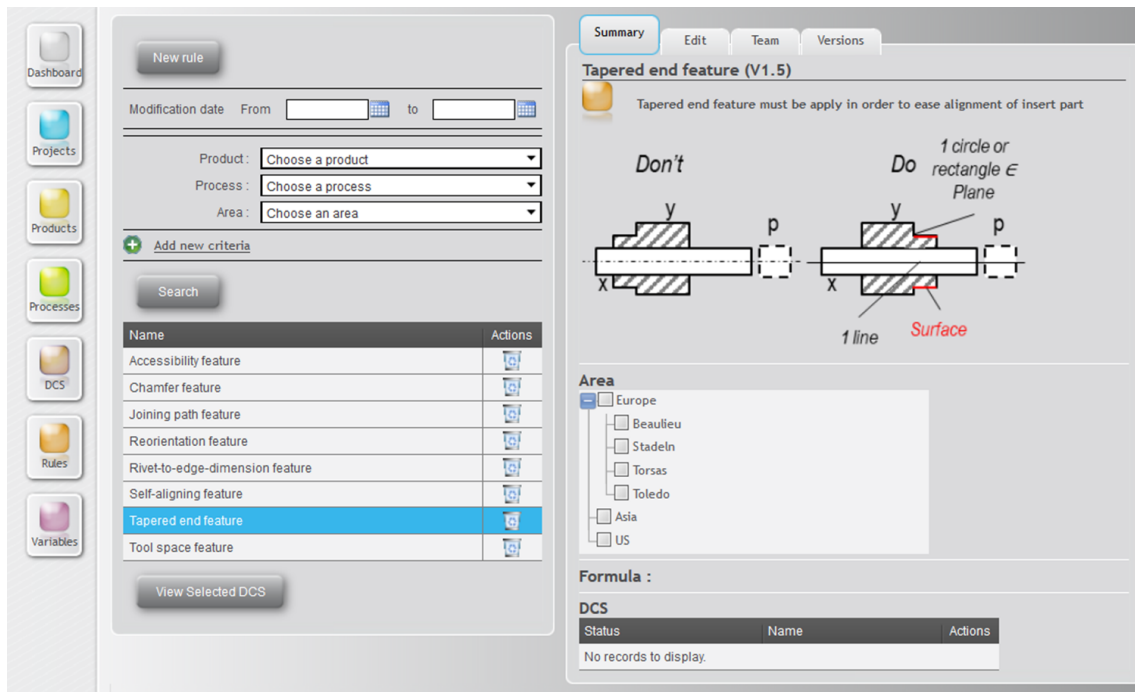 Dashboard
Projects
Products
Processes
DCS
Rules
Variables
New rule
Modification date From to
Product : Choose a product
Process : Choose a process
Area : Choose an area
Add new criteria
Search
Name Actions
Accessibility feature
Chamfer feature
Joining path feature
Reorientation feature
Rivet-to-edge-dimension feature
Self-aligning feature
Tapered end feature
Tool space feature
View Selected DCS
Summary Edit Team Versions
Tapered end feature (V1.5)
Tapered end feature must be apply in order to ease alignment of insert part
Don't
y
p
x
Do
1 circle or
rectangle ∈
Plane
y
p
x
1 line
Surface
Area
Europe
Beaulieu
Stadeln
Torsas
Toledo
Asia
US
Formula :
DCS
Status Name Actions
No records to display.